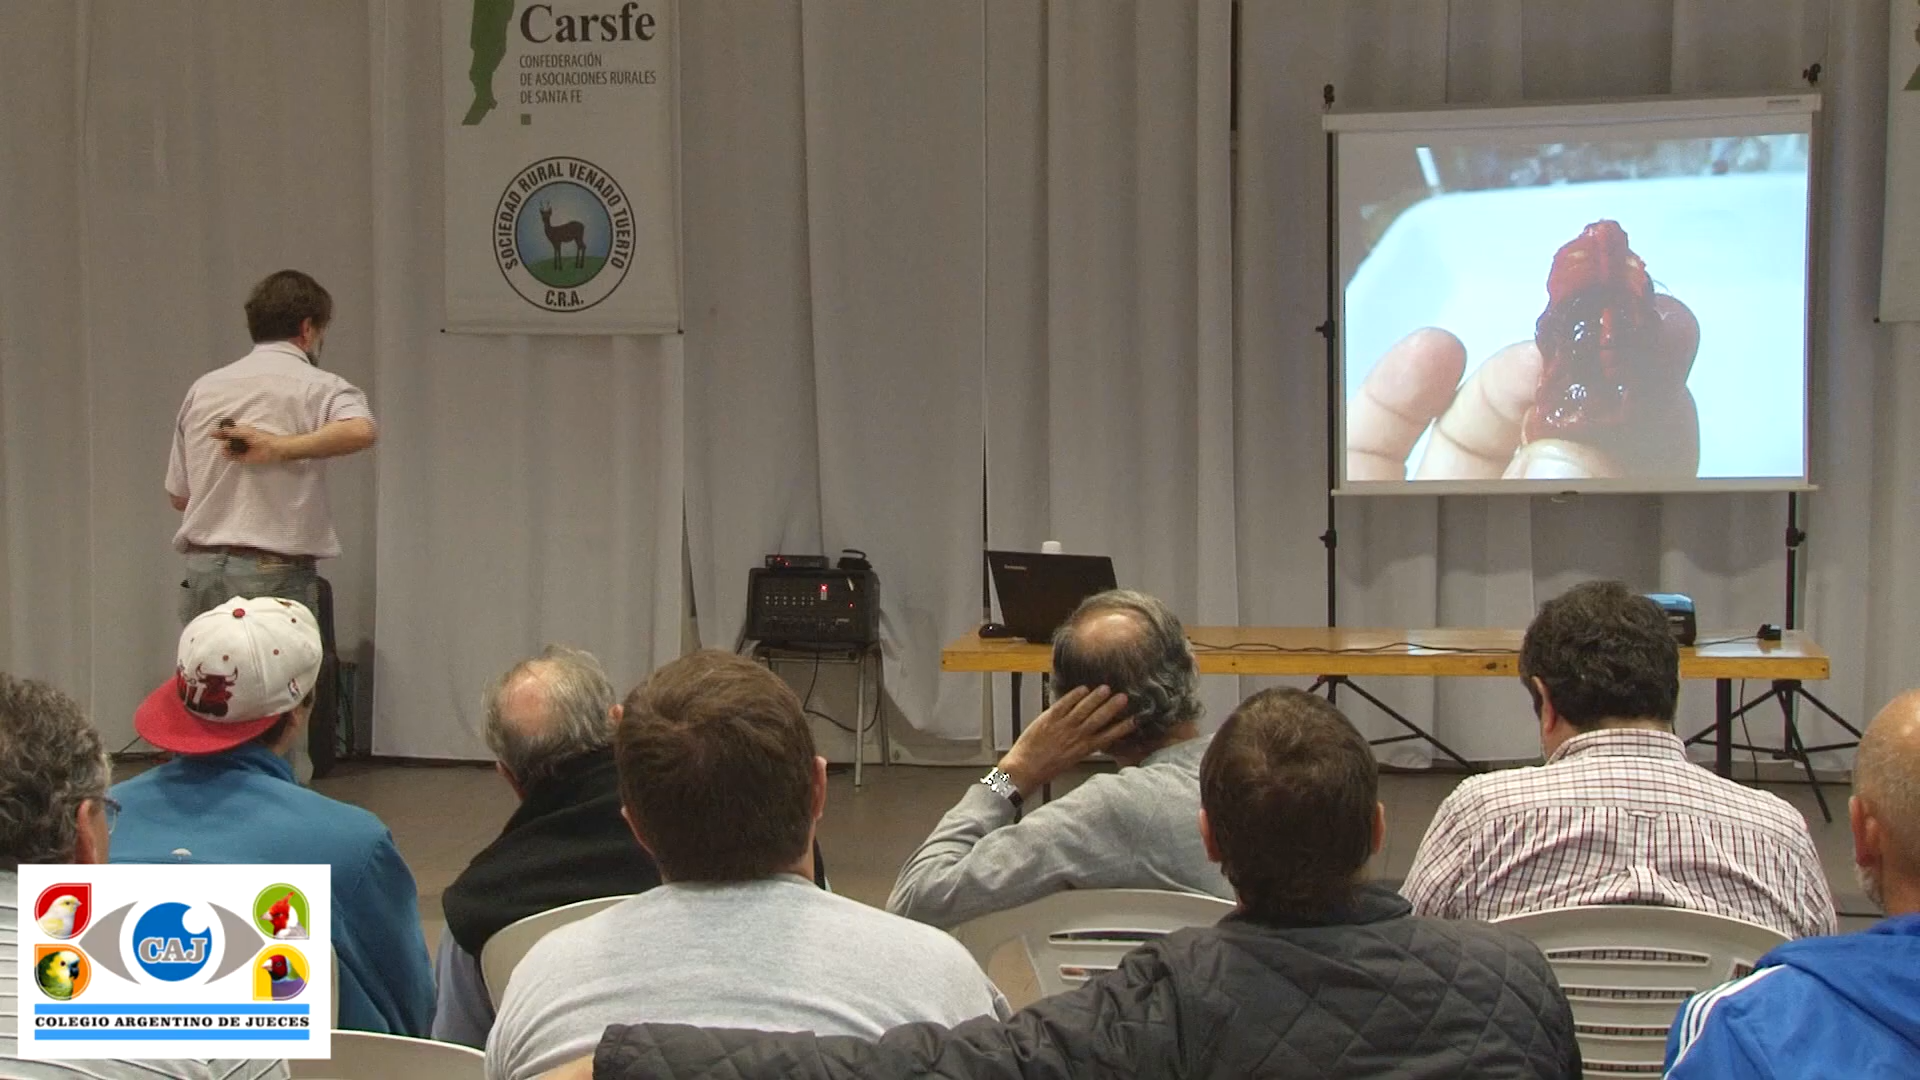 Carsfe
CONFEDERACIÓN
DE ASOCIACIONES RURALES
DE SANTA FE
SOCIEDAD RURAL VENADO TUERTO
C.R.A.
CAJ
COLEGIO ARGENTINO DE JUECES